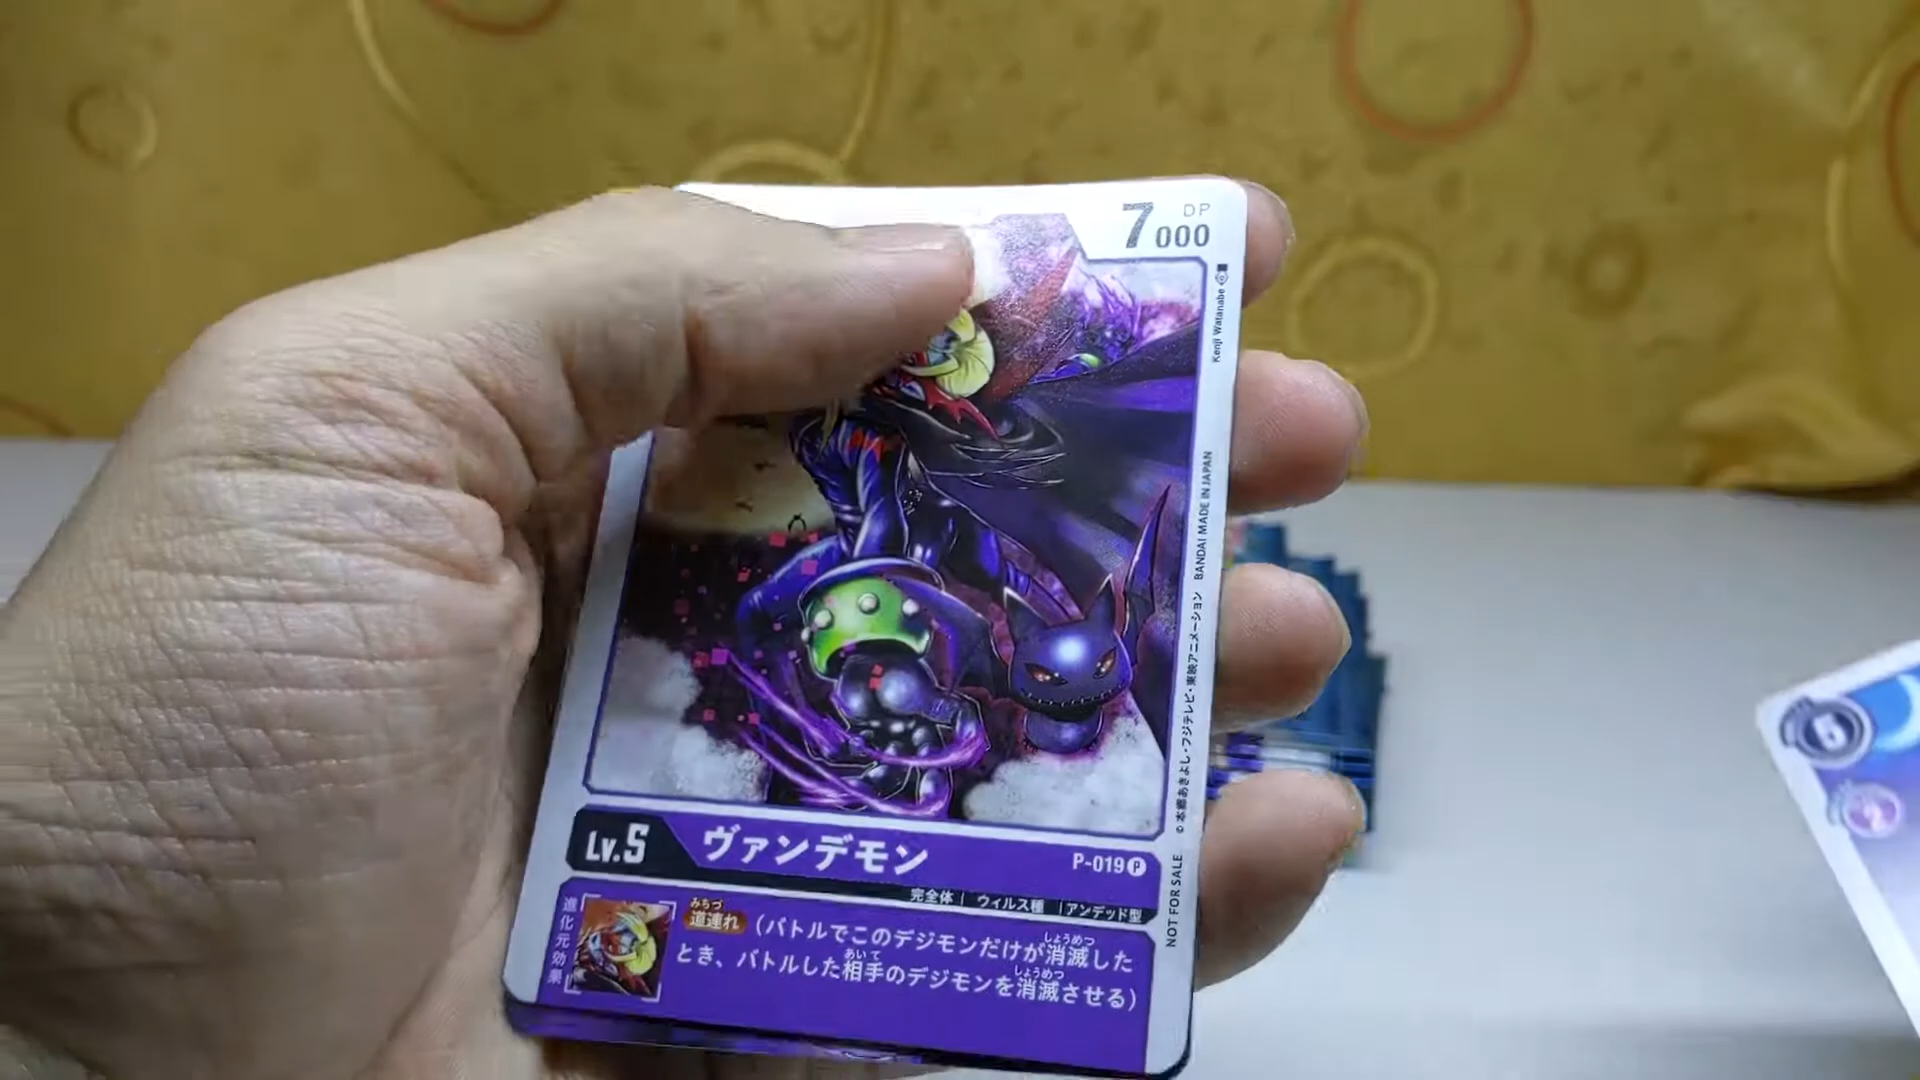 DP
7000
Kenji Watanabe
© 本郷あきよし・フジテレビ・東映アニメーション BANDAI MADE IN JAPAN
NOT FOR SALE
Lv.5 ヴァンデモン P-019 P
完全体 | ウィルス種 | アンデッド型
進化元効果
みちづ
道連れ (バトルでこのデジモンだけが消滅した
しょうめつ
とき、バトルした相手のデジモンを消滅させる)
あいて しょうめつ